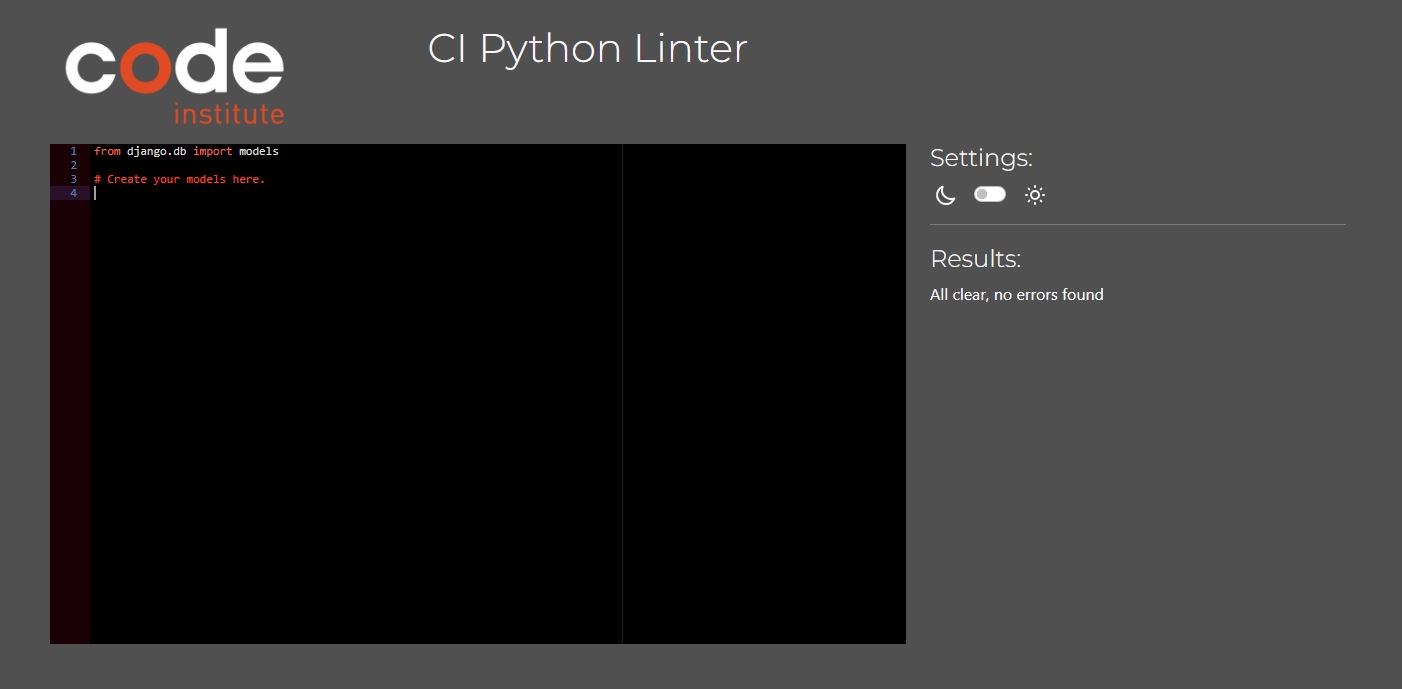 code
institute
CI Python Linter
1 from django.db import models
2
3 # Create your models here.
4
Settings:
Results:
All clear, no errors found